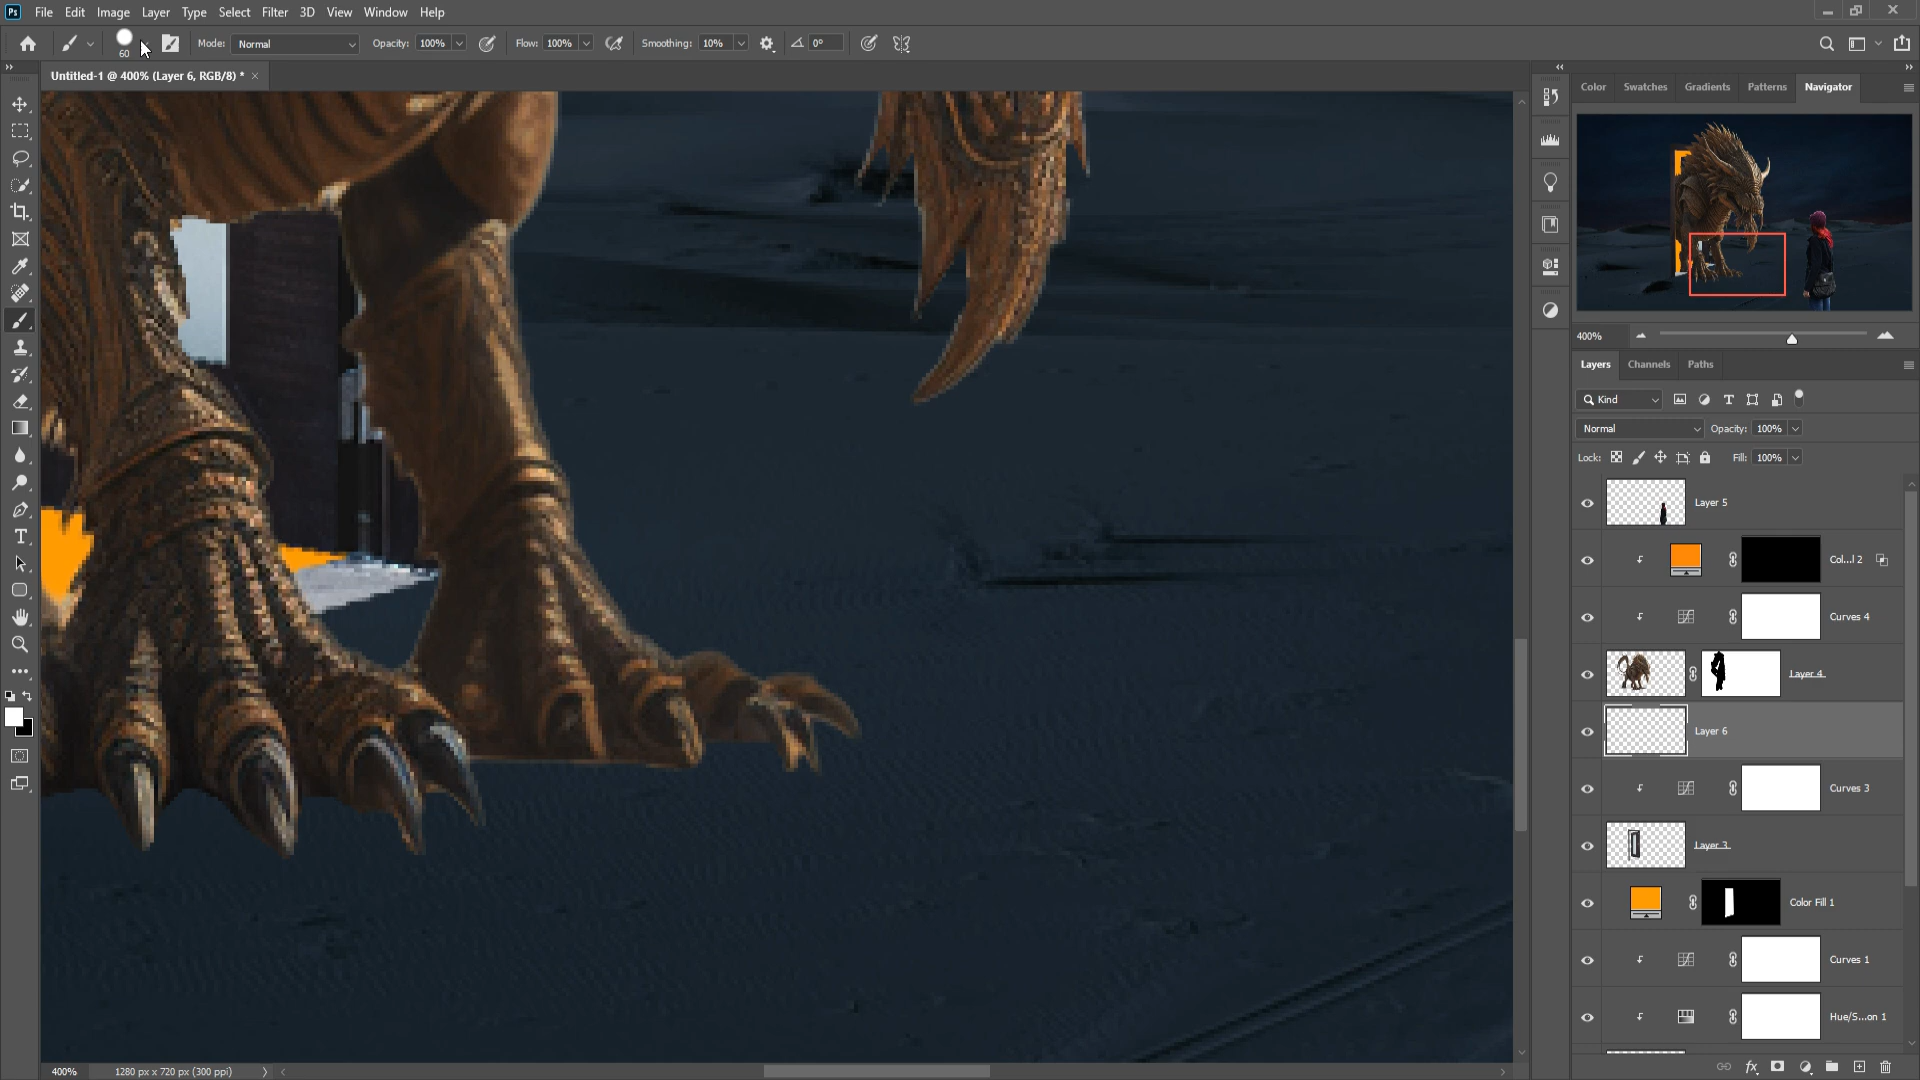 Ps File Edit Image Layer Type Select Filter 3D View Window Help
60 Mode: Normal Opacity: 100% Flow: 100% Smoothing: 10% 0°
Untitled-1 @ 400% (Layer 6, RGB/8) * ×
Color Swatches Gradients Patterns Navigator
400%
Layers Channels Paths
Kind
Normal Opacity: 100%
Lock: Fill: 100%
Layer 5
Col...l 2
Curves 4
Layer 4
Layer 6
Curves 3
Layer 3
Color Fill 1
Curves 1
Hue/S...on 1
fx
400% 1280 px x 720 px (300 ppi)